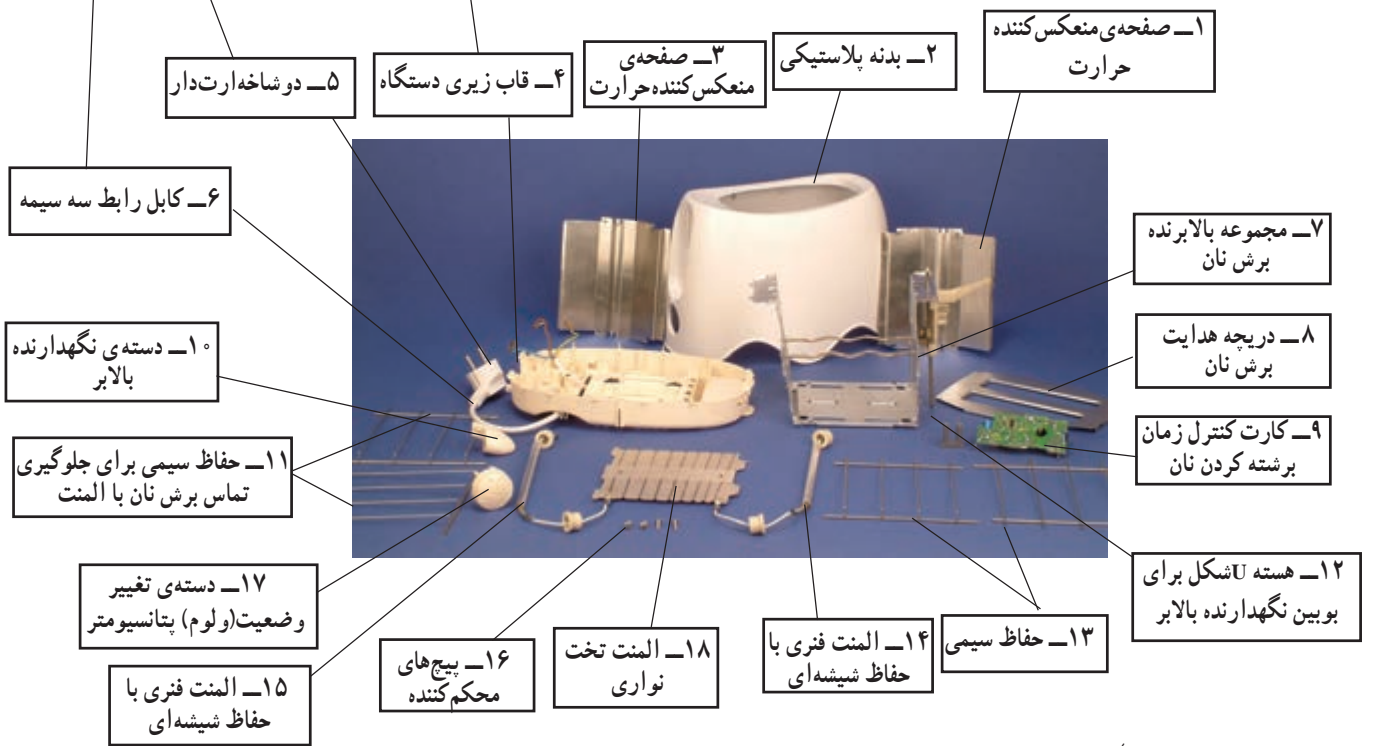 ۱ــ صفحه‌ی منعکس‌کننده
حرارت
۲ــ بدنه پلاستیکی
۳ــ صفحه‌ی
منعکس‌کننده حرارت
۴ــ قاب زیری دستگاه
۵ــ دو شاخه ارت‌دار
۶ــ کابل رابط سه سیمه
۷ــ مجموعه بالابرنده
برش نان
۸ــ دریچه هدایت
برش نان
۹ــ کارت کنترل زمان
برشته کردن نان
۱۰ــ دسته‌ی نگهدارنده
بالابر
۱۱ــ حفاظ سیمی برای جلوگیری
تماس برش نان با المنت
۱۲ــ هسته U شکل برای
بوبین نگهدارنده بالابر
۱۳ــ حفاظ سیمی
۱۴ــ المنت فنری با
حفاظ شیشه‌ای
۱۵ــ المنت فنری با
حفاظ شیشه‌ای
۱۶ــ پیچ‌های
محکم‌کننده
۱۷ــ دسته‌ی تغییر
وضعیت(ولوم) پتانسیومتر
۱۸ــ المنت تخت
نواری